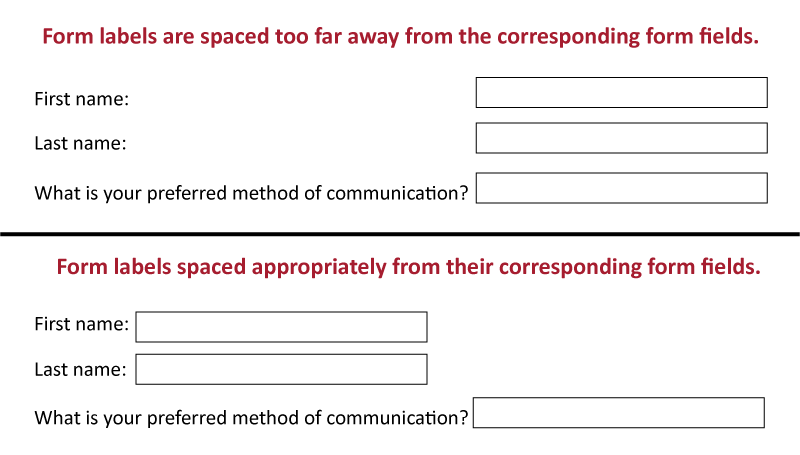 Form labels are spaced too far away from the corresponding form fields.
First name:
Last name:
What is your preferred method of communication?
Form labels spaced appropriately from their corresponding form fields.
First name:
Last name:
What is your preferred method of communication?